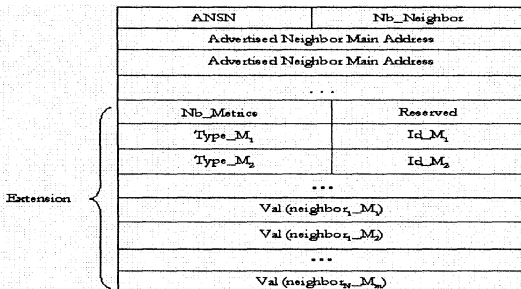 ANSN Nb_Neighbor
Advertised Neighbor Main Address
Advertised Neighbor Main Address
. . .
Nb_Metrics Reserved
Type_M₁ Id_M₁
Type_M₂ Id_M₂
Extension
...
Val (neighbor₁_M₁)
Val (neighbor₁_M₂)
...
Val (neighbor_N_M_m)